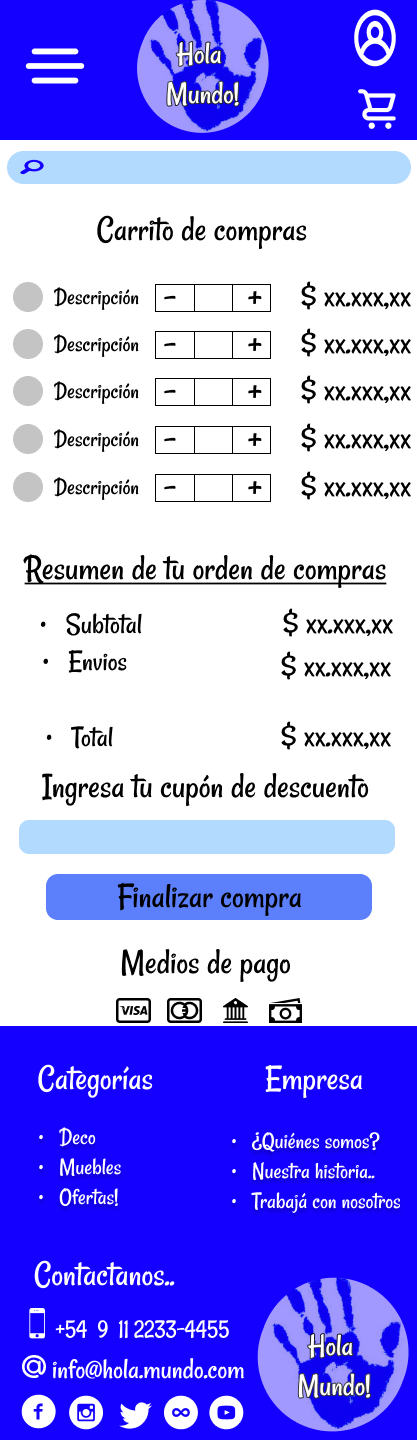 Hola
Mundo!
Carrito de compras
Descripción - + $ xx.xxx,xx
Descripción - + $ xx.xxx,xx
Descripción - + $ xx.xxx,xx
Descripción - + $ xx.xxx,xx
Descripción - + $ xx.xxx,xx
Resumen de tu orden de compras
• Subtotal $ xx.xxx,xx
• Envios $ xx.xxx,xx
• Total $ xx.xxx,xx
Ingresa tu cupón de descuento
Finalizar compra
Medios de pago
VISA
Categorías
• Deco
• Muebles
• Ofertas!
Empresa
• ¿Quiénes somos?
• Nuestra historia..
• Trabajá con nosotros
Contactanos..
+54 9 11 2233-4455
@ info@hola.mundo.com
Hola
Mundo!